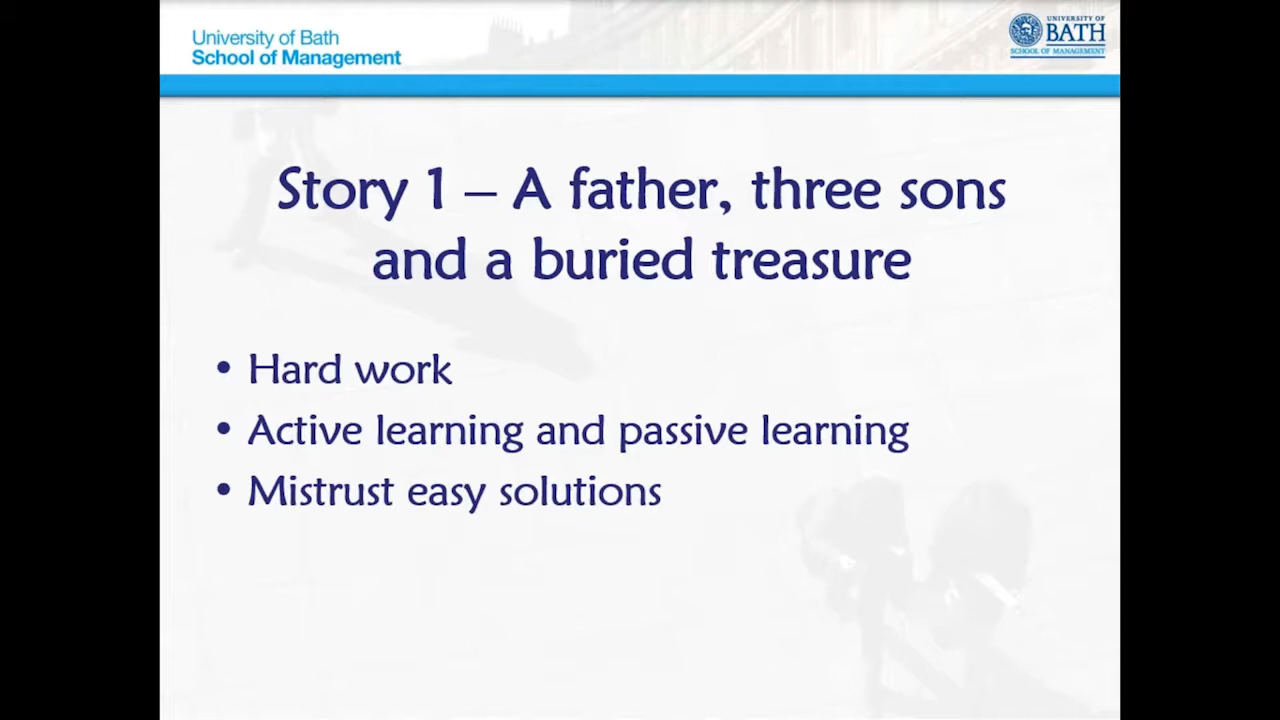 University of Bath
School of Management
UNIVERSITY OF
BATH
SCHOOL OF MANAGEMENT
Story 1 – A father, three sons
and a buried treasure
• Hard work
• Active learning and passive learning
• Mistrust easy solutions